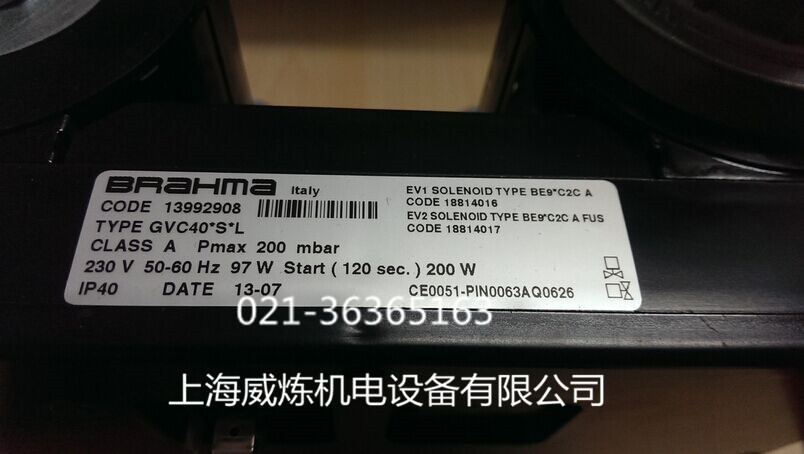 BRAHMA Italy
CODE 13992908
TYPE GVC40*S*L
CLASS A Pmax 200 mbar
230 V 50-60 Hz 97 W Start ( 120 sec. ) 200 W
IP40 DATE 13-07
EV1 SOLENOID TYPE BE9*C2C A
CODE 18814016
EV2 SOLENOID TYPE BE9*C2C A FUS
CODE 18814017
CE0051-PIN0063AQ0626
021-36365163
上海威炼机电设备有限公司